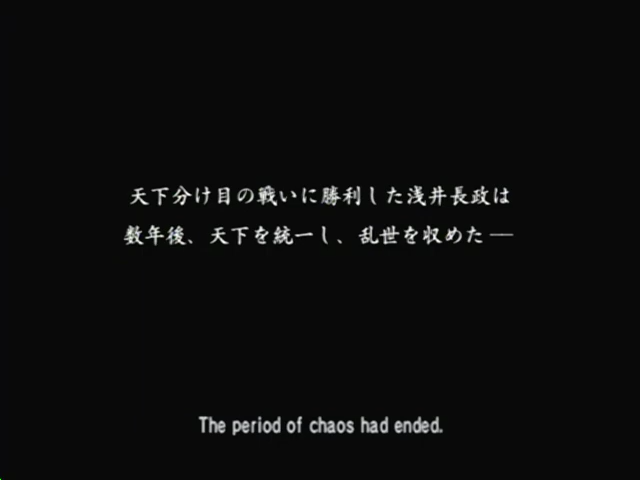 天下分け目の戦いに勝利した浅井長政は
数年後、天下を統一し、乱世を収めた ──
The period of chaos had ended.